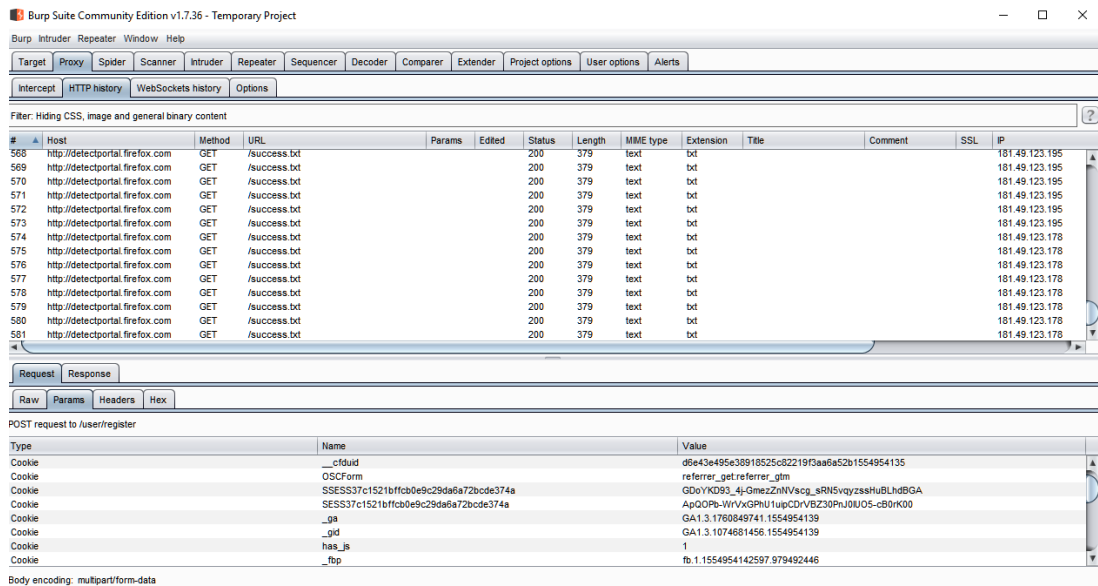 Burp Suite Community Edition v1.7.36 - Temporary Project
Burp Intruder Repeater Window Help
Target Proxy Spider Scanner Intruder Repeater Sequencer Decoder Comparer Extender Project options User options Alerts
Intercept HTTP history WebSockets history Options
Filter: Hiding CSS, image and general binary content ?
# Host Method URL Params Edited Status Length MIME type Extension Title Comment SSL IP
568 http://detectportal.firefox.com GET /success.txt 200 379 text txt 181.49.123.195
569 http://detectportal.firefox.com GET /success.txt 200 379 text txt 181.49.123.195
570 http://detectportal.firefox.com GET /success.txt 200 379 text txt 181.49.123.195
571 http://detectportal.firefox.com GET /success.txt 200 379 text txt 181.49.123.195
572 http://detectportal.firefox.com GET /success.txt 200 379 text txt 181.49.123.195
573 http://detectportal.firefox.com GET /success.txt 200 379 text txt 181.49.123.195
574 http://detectportal.firefox.com GET /success.txt 200 379 text txt 181.49.123.178
575 http://detectportal.firefox.com GET /success.txt 200 379 text txt 181.49.123.178
576 http://detectportal.firefox.com GET /success.txt 200 379 text txt 181.49.123.178
577 http://detectportal.firefox.com GET /success.txt 200 379 text txt 181.49.123.178
578 http://detectportal.firefox.com GET /success.txt 200 379 text txt 181.49.123.178
579 http://detectportal.firefox.com GET /success.txt 200 379 text txt 181.49.123.178
580 http://detectportal.firefox.com GET /success.txt 200 379 text txt 181.49.123.178
581 http://detectportal.firefox.com GET /success.txt 200 379 text txt 181.49.123.178
Request Response
Raw Params Headers Hex
POST request to /user/register
Type Name Value
Cookie __cfduid d6e43e495e38918525c82219f3aa6a52b1554954135
Cookie OSCForm referrer_get:referrer_gtm
Cookie SSESS37c1521bffcb0e9c29da6a72bcde374a GDoYKD93_4j-GmezZnNVscg_sRN5vqyzssHuBLhdBGA
Cookie SESS37c1521bffcb0e9c29da6a72bcde374a ApQOPb-WrVxGPhU1uipCDrVBZ30PnJ0lUO5-cB0rK00
Cookie _ga GA1.3.1760849741.1554954139
Cookie _gid GA1.3.1074681456.1554954139
Cookie has_js 1
Cookie _fbp fb.1.1554954142597.979492446
Body encoding: multipart/form-data